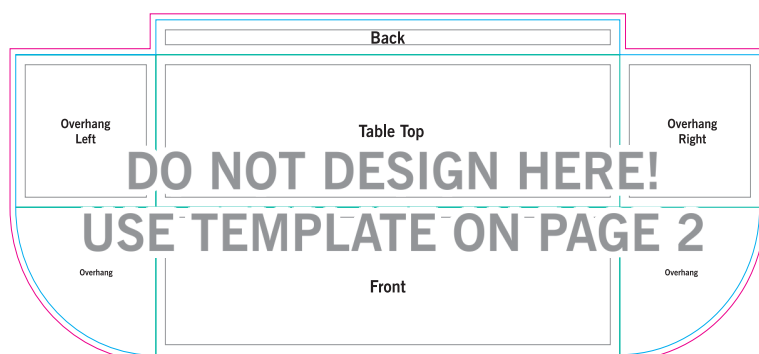 Back
Overhang
Left
Table Top
Overhang
Right
DO NOT DESIGN HERE!
USE TEMPLATE ON PAGE 2
Overhang
Front
Overhang